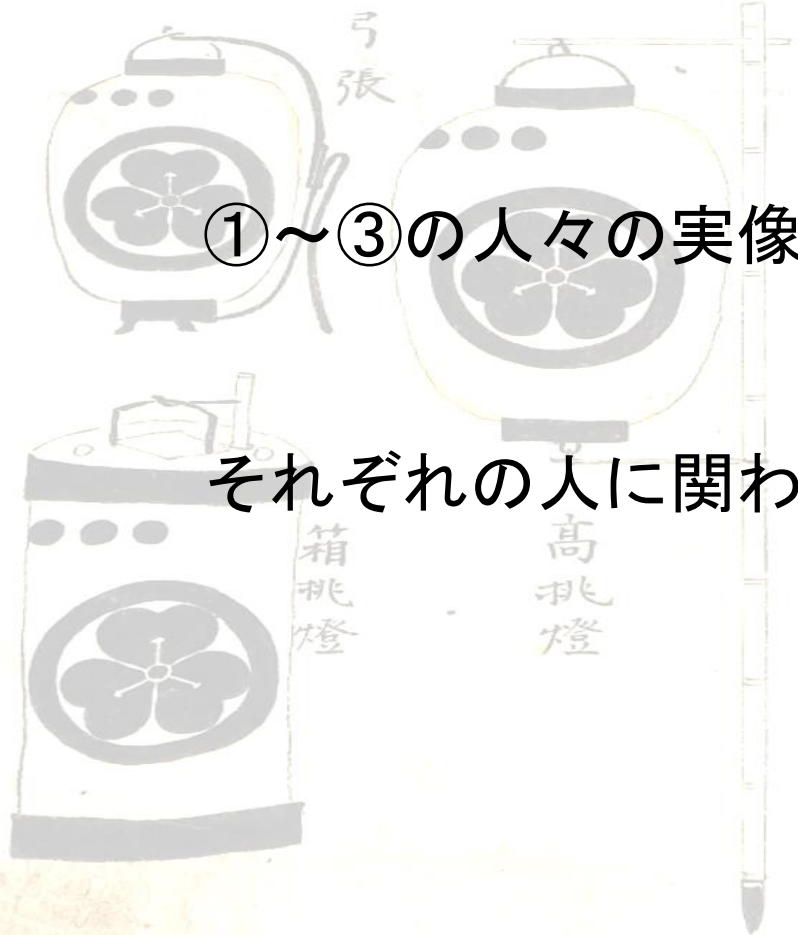 弓張
①～③の人々の実像
それぞれの人に関わ
箱挑燈
高挑燈